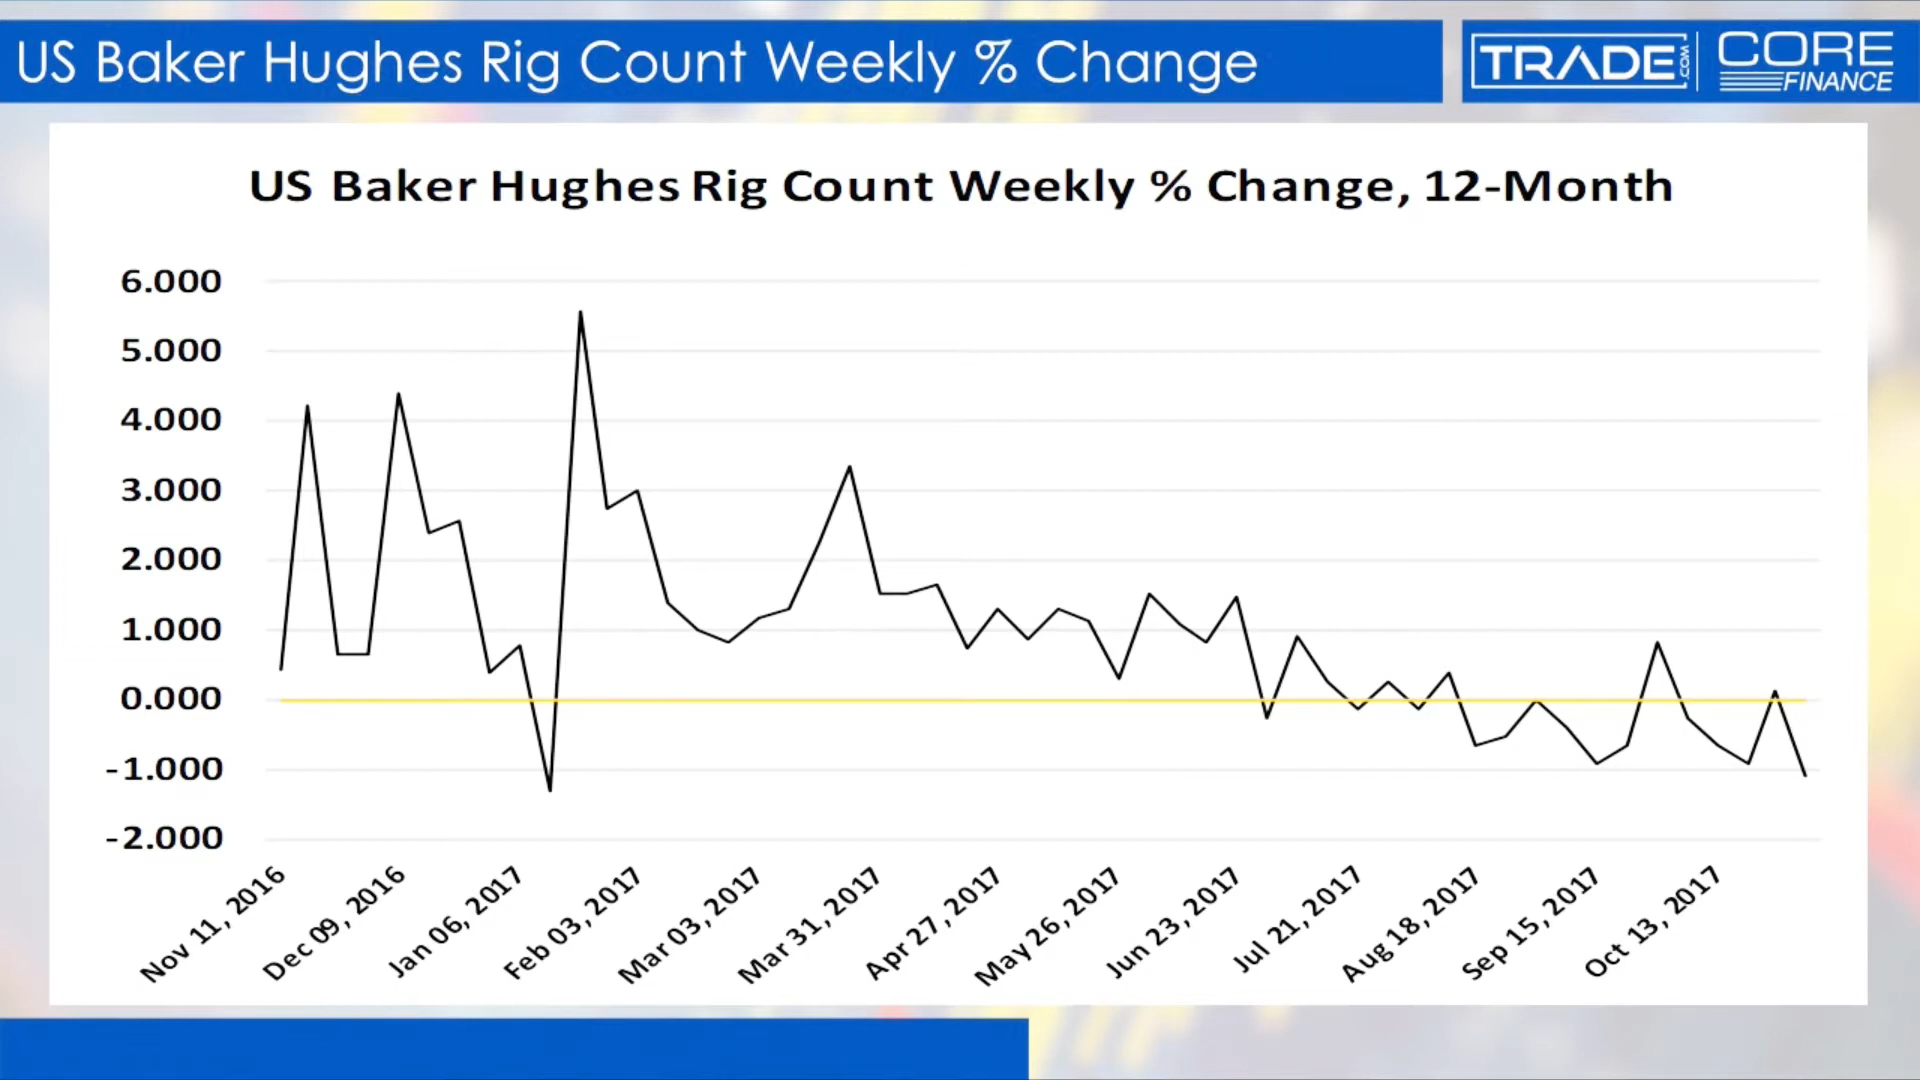 US Baker Hughes Rig Count Weekly % Change
TRADE.COM
CORE
FINANCE
US Baker Hughes Rig Count Weekly % Change, 12-Month
6.000
5.000
4.000
3.000
2.000
1.000
0.000
-1.000
-2.000
Nov 11, 2016
Dec 09, 2016
Jan 06, 2017
Feb 03, 2017
Mar 03, 2017
Mar 31, 2017
Apr 27, 2017
May 26, 2017
Jun 23, 2017
Jul 21, 2017
Aug 18, 2017
Sep 15, 2017
Oct 13, 2017